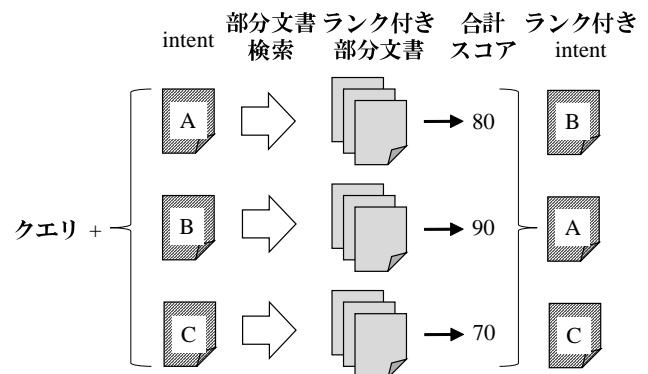 intent
部分文書
検索
ランク付き
部分文書
合計
スコア
ランク付き
intent
クエリ +
A
80
B
B
90
A
C
70
C